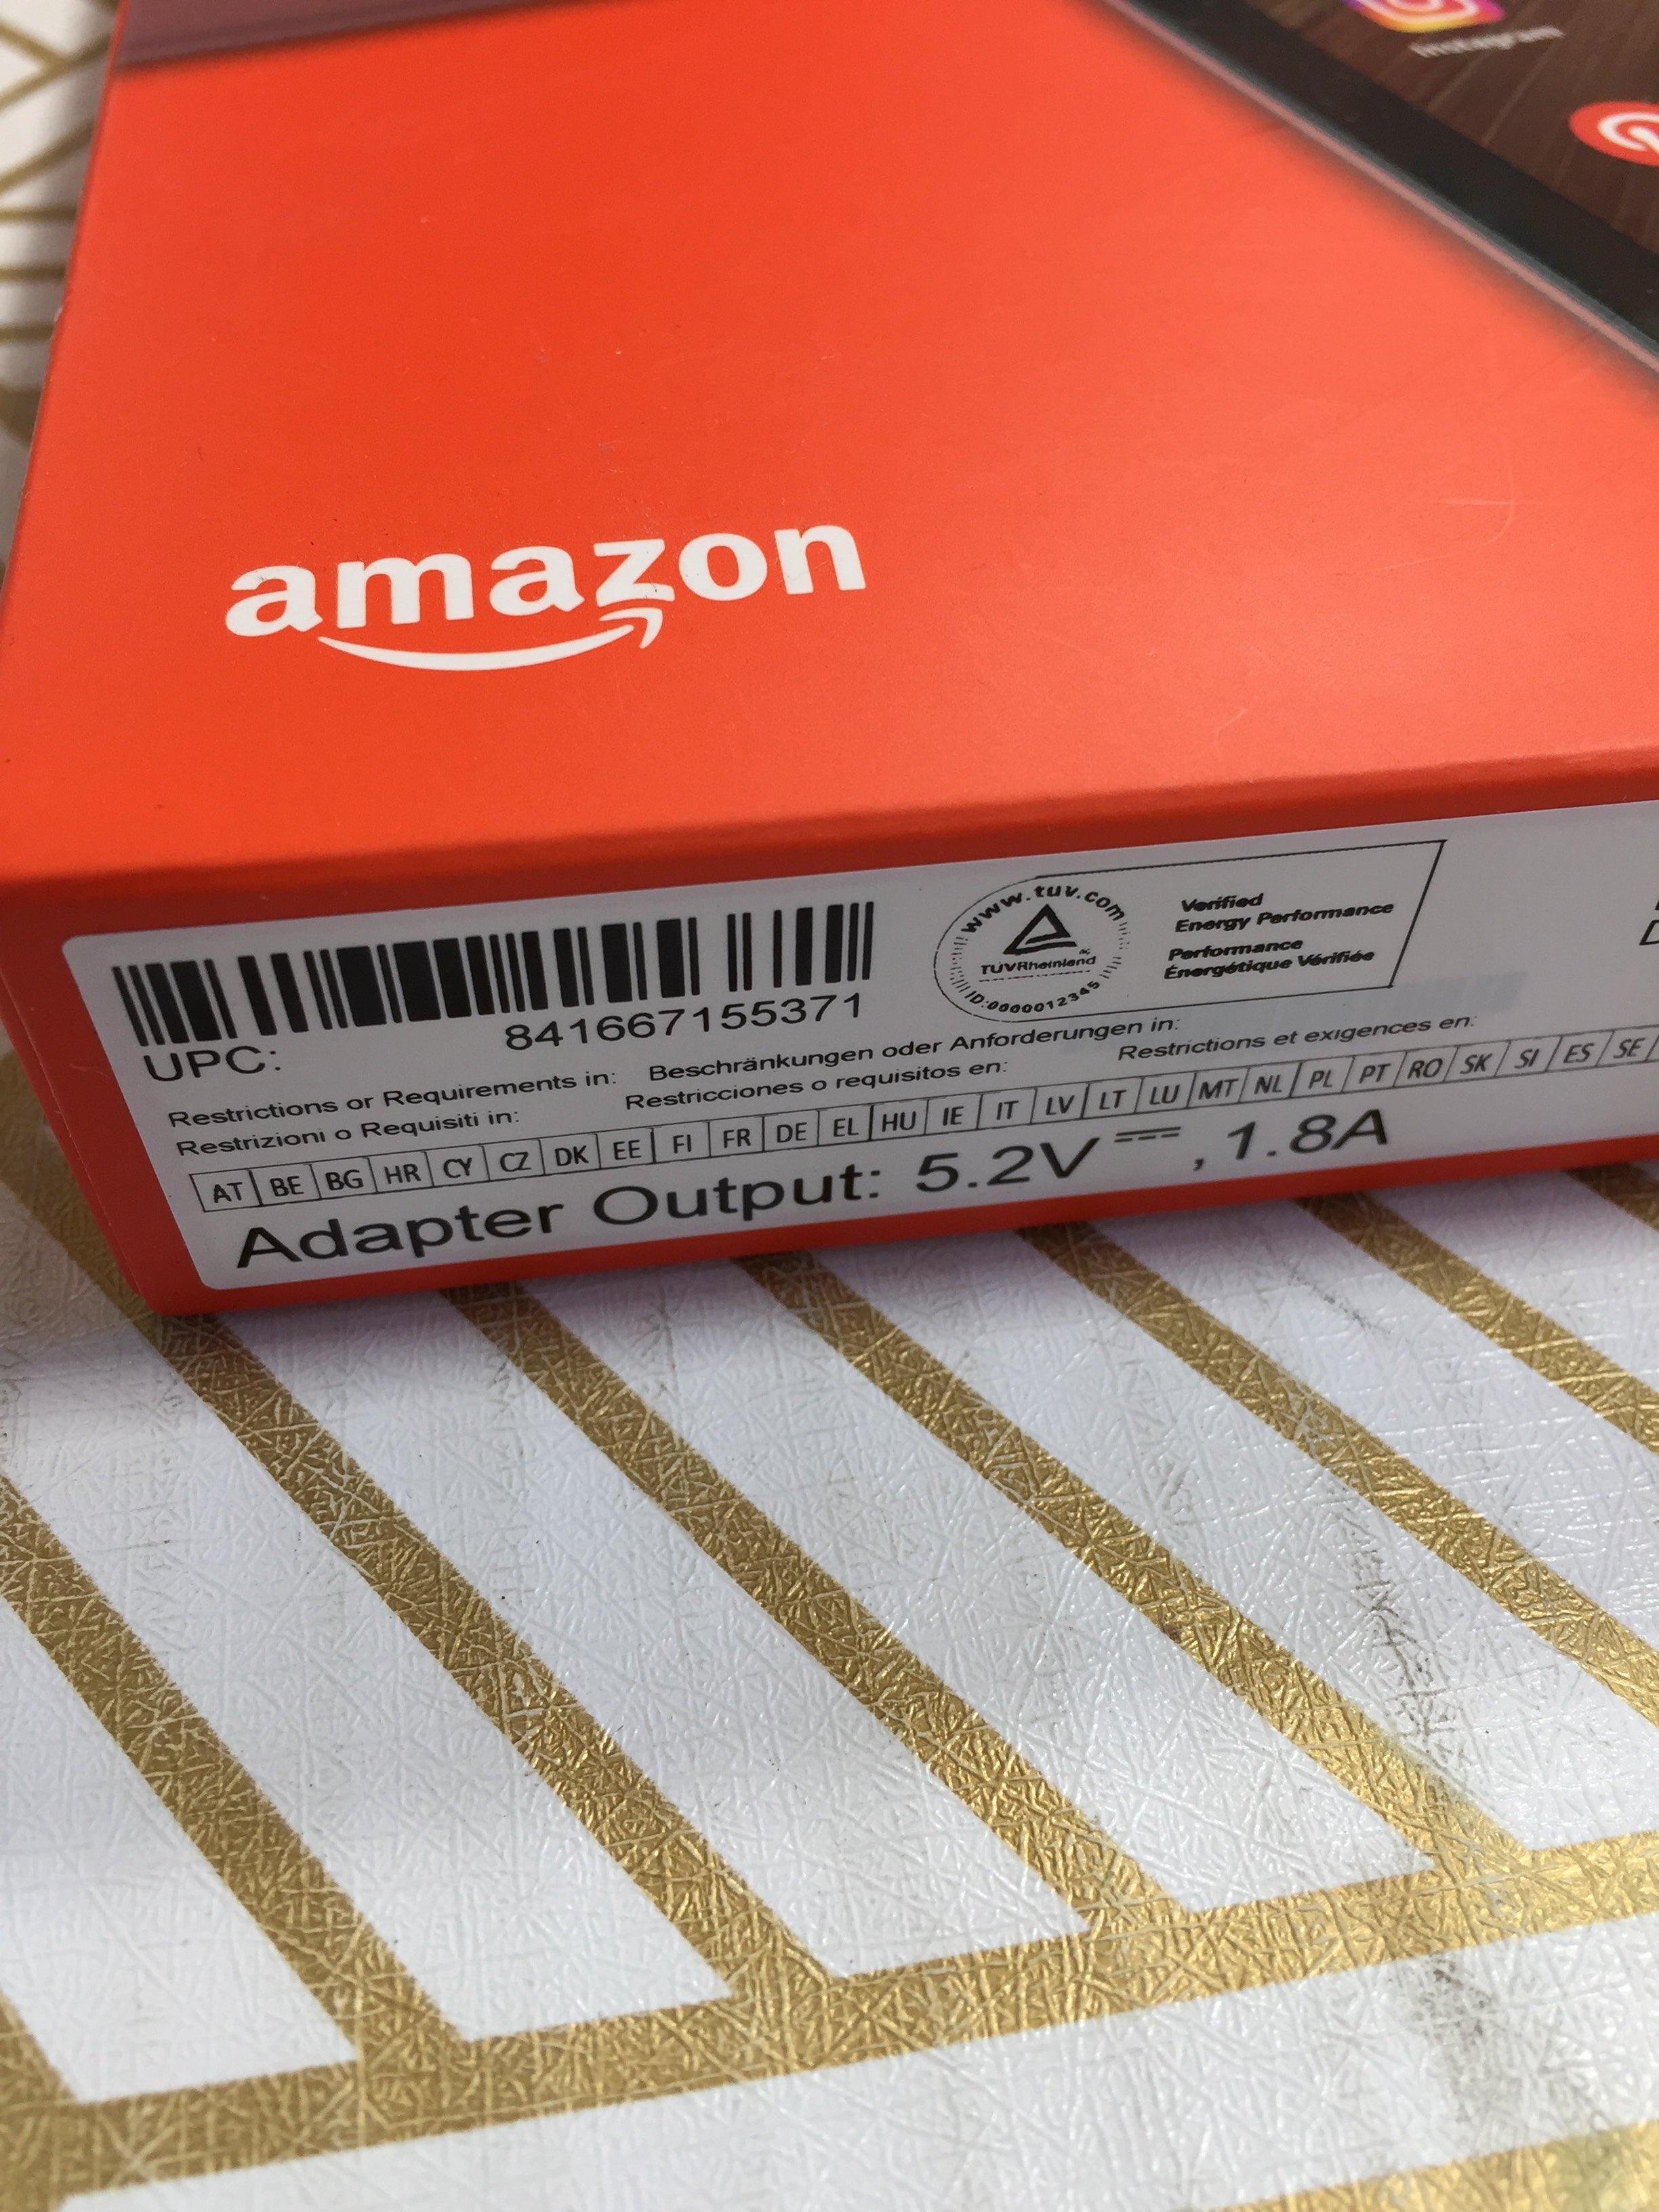 Instagram
amazon
841667155371
UPC:
www.tuv.com
TÜVRheinland
ID:0000012345
Verified
Energy Performance
Performance
Énergétique Vérifiée
Restrictions or Requirements in: Beschränkungen oder Anforderungen in: Restrictions et exigences en:
Restrizioni o Requisiti in: Restricciones o requisitos en:
AT BE BG HR CY CZ DK EE FI FR DE EL HU IE IT LV LT LU MT NL PL PT RO SK SI ES SE
Adapter Output: 5.2V⎓, 1.8A